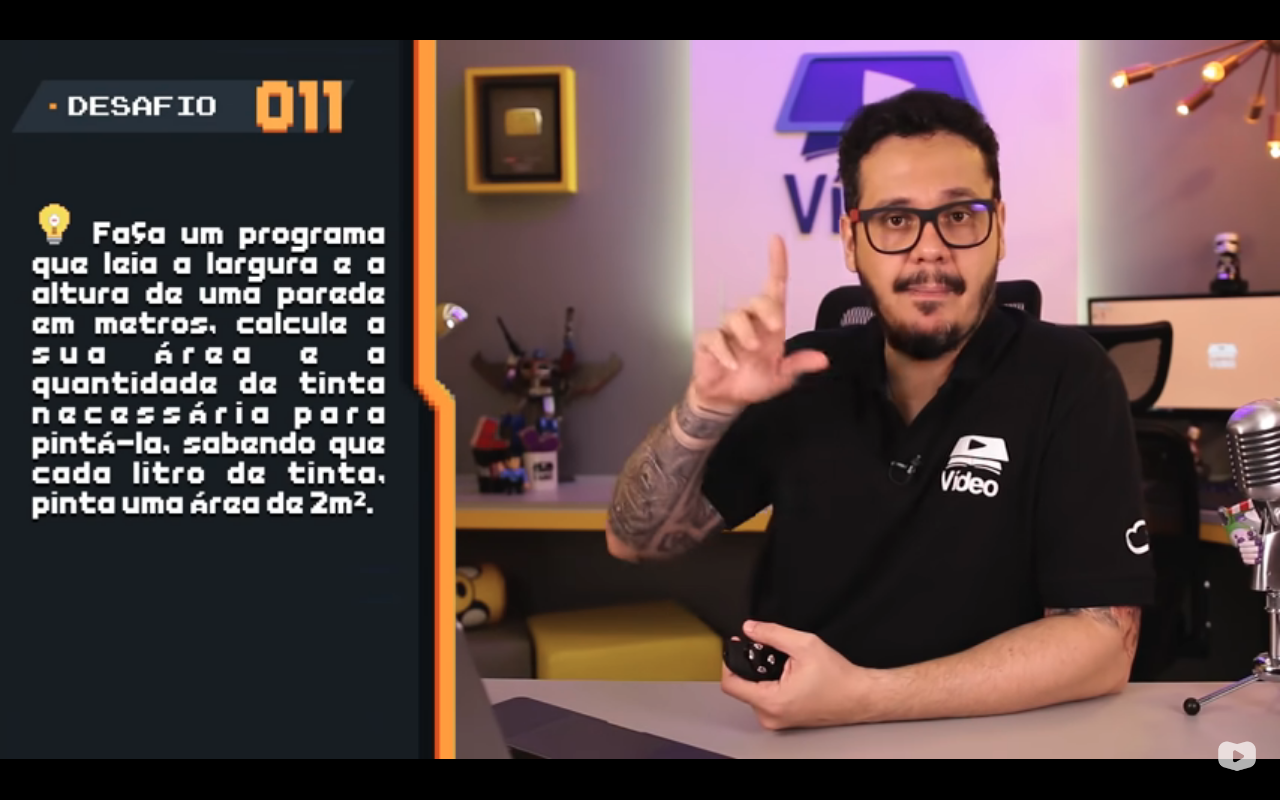 DESAFIO 011
Faça um programa
que leia a largura e a
altura de uma parede
em metros, calcule a
sua área e a
quantidade de tinta
necessária para
pintá-la, sabendo que
cada litro de tinta,
pinta uma área de 2m².
Ví
Vídeo